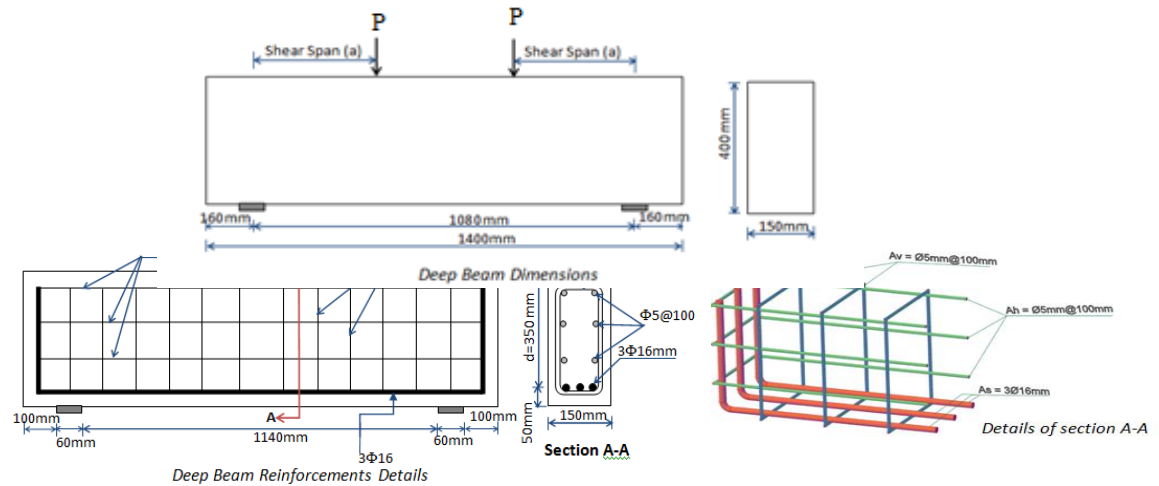 P
P
Shear Span (a)
Shear Span (a)
400mm
160mm
1080mm
160mm
1400mm
150mm
Deep Beam Dimensions
Av = Ø5mm@100mm
Ah = Ø5mm@100mm
As = 3Ø16mm
Details of section A-A
d=350mm
Φ5@100
3Φ16mm
50mm
150mm
Section A-A
A
100mm
60mm
1140mm
60mm
100mm
3Φ16
Deep Beam Reinforcements Details